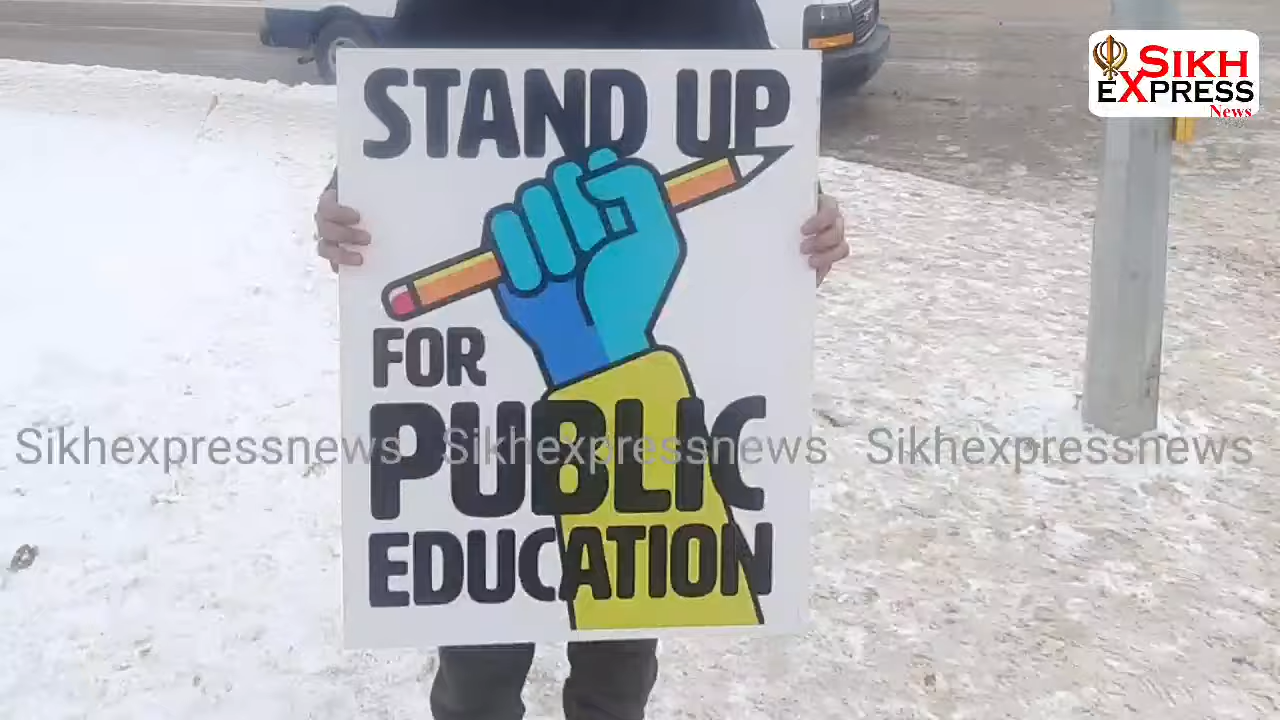 STAND UP
FOR
PUBLIC
EDUCATION
SIKH
EXPRESS
News
Sikhexpressnews Sikhexpressnews Sikhexpressnews